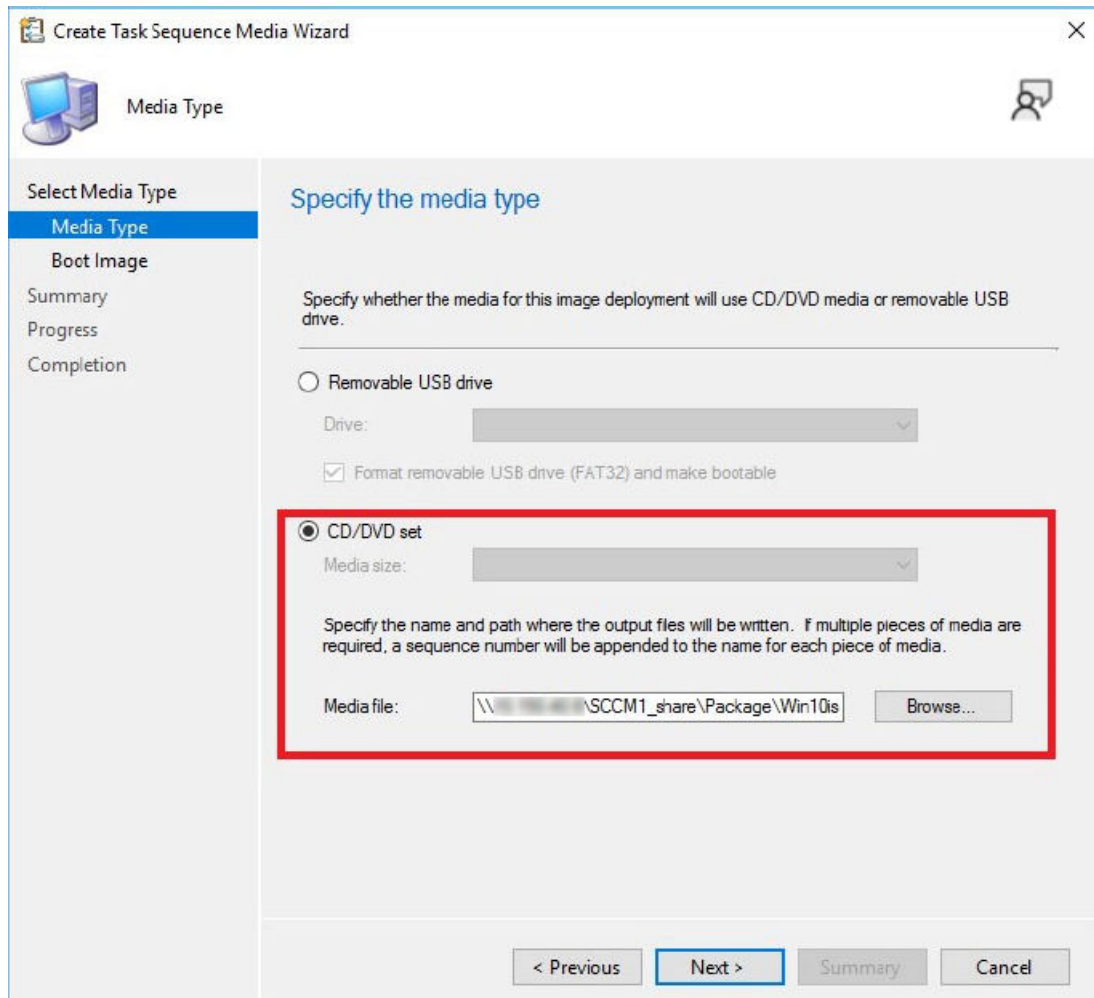 Create Task Sequence Media Wizard
Media Type
Select Media Type
Media Type
Boot Image
Summary
Progress
Completion
Specify the media type
Specify whether the media for this image deployment will use CD/DVD media or removable USB
drive.
Removable USB drive
Drive:
Format removable USB drive (FAT32) and make bootable
CD/DVD set
Media size:
Specify the name and path where the output files will be written. If multiple pieces of media are
required, a sequence number will be appended to the name for each piece of media.
Media file: \\ \SCCM1_share\Package\Win10is Browse...
< Previous Next > Summary Cancel